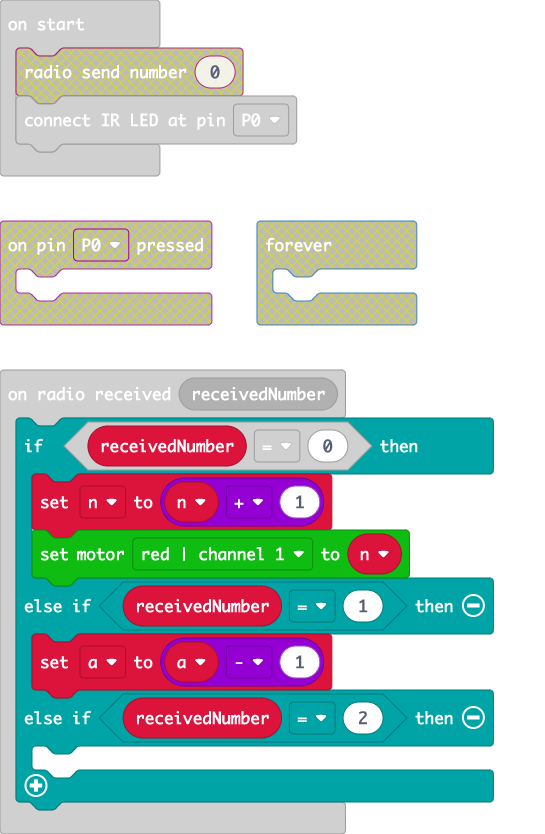 on start
radio send number 0
connect IR LED at pin P0
on pin P0 pressed
forever
on radio received receivedNumber
if receivedNumber = 0 then
set n to n + 1
set motor red | channel 1 to n
else if receivedNumber = 1 then
set a to a - 1
else if receivedNumber = 2 then